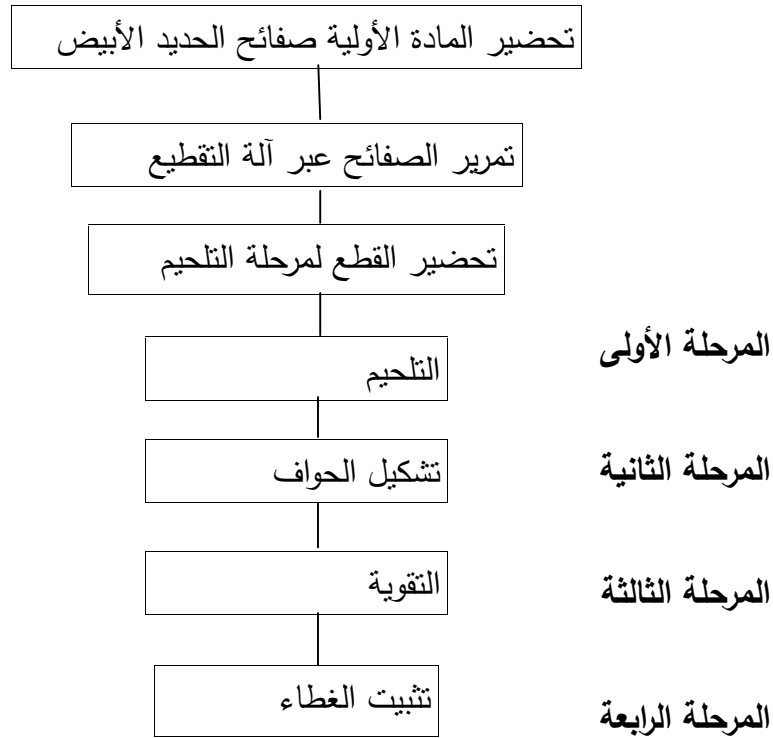 تحضير المادة الأولية صفائح الحديد الأبيض
تمرير الصفائح عبر آلة التقطيع
تحضير القطع لمرحلة التلحيم
المرحلة الأولى
التلحيم
المرحلة الثانية
تشكيل الحواف
المرحلة الثالثة
التقوية
المرحلة الرابعة
تثبيت الغطاء